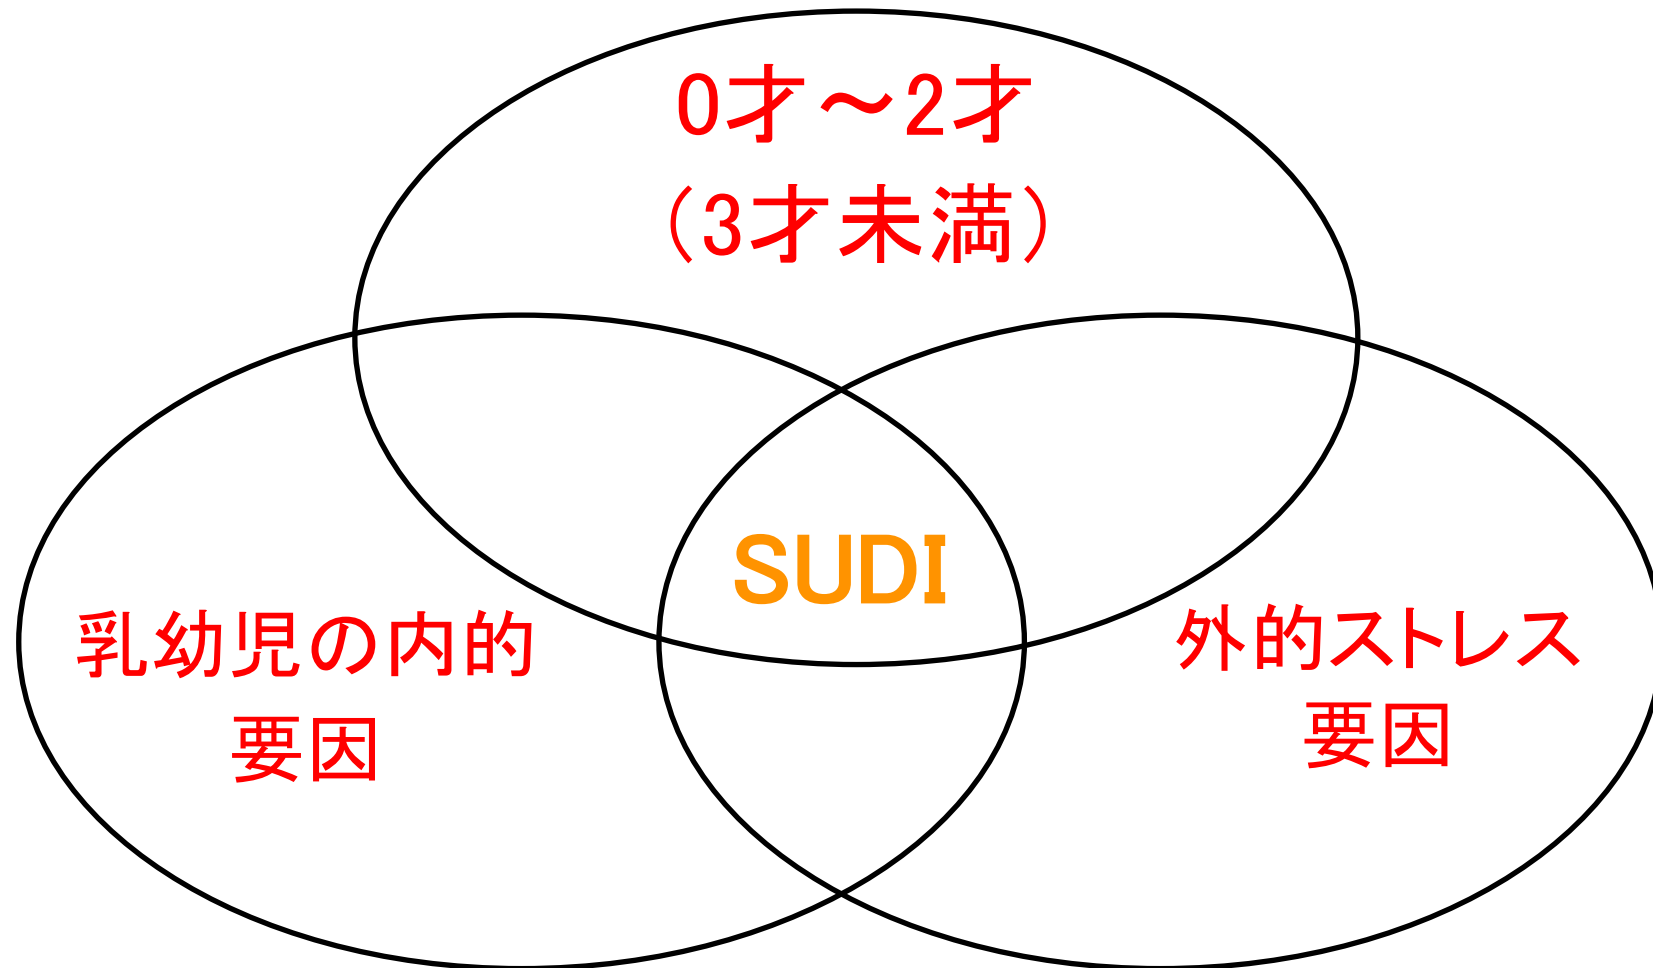 0才～2才
（3才未満）
SUDI
乳幼児の内的
要因
外的ストレス
要因